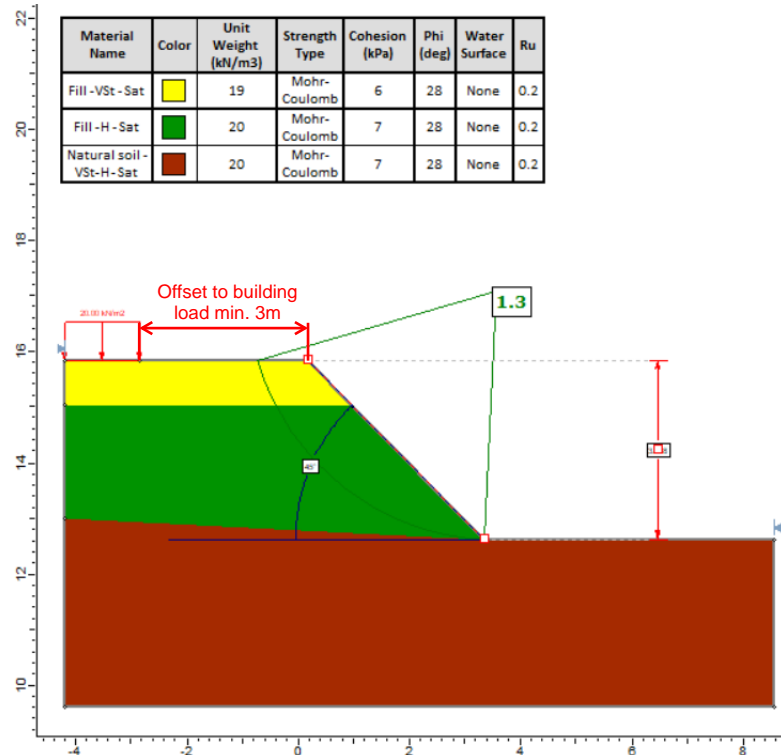 Material Name Color Unit Weight (kN/m3) Strength Type Cohesion (kPa) Phi (deg) Water Surface Ru
Fill -VSt - Sat 19 Mohr-Coulomb 6 28 None 0.2
Fill -H - Sat 20 Mohr-Coulomb 7 28 None 0.2
Natural soil - VSt-H - Sat 20 Mohr-Coulomb 7 28 None 0.2
22
20
18
16
14
12
10
20.00 kN/m2
Offset to building
load min. 3m
1.3
45°
-4 -2 0 2 4 6 8